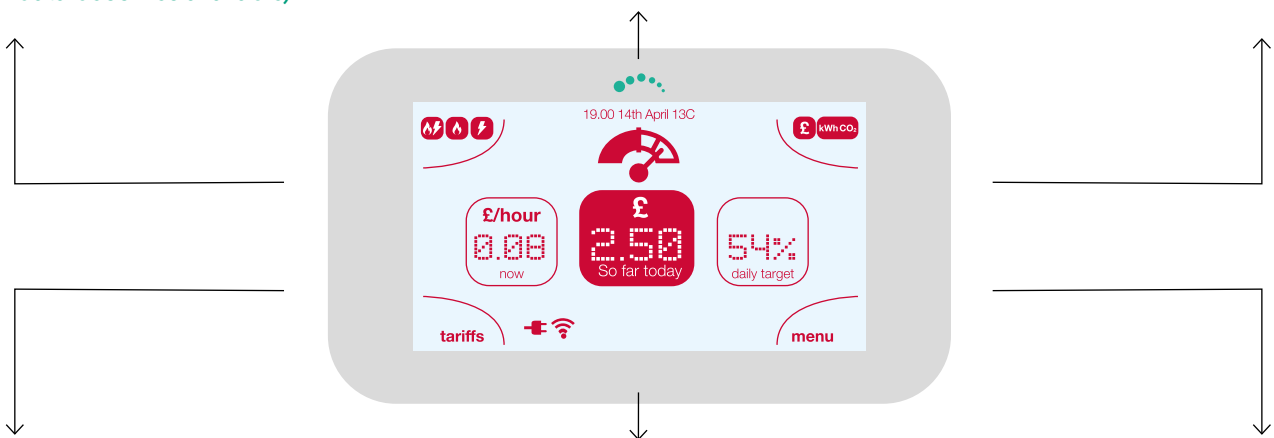 19.00 14th April 13C
£
kWh CO₂
£/hour
0.08
now
£
2.50
So far today
54%
daily target
tariffs
menu